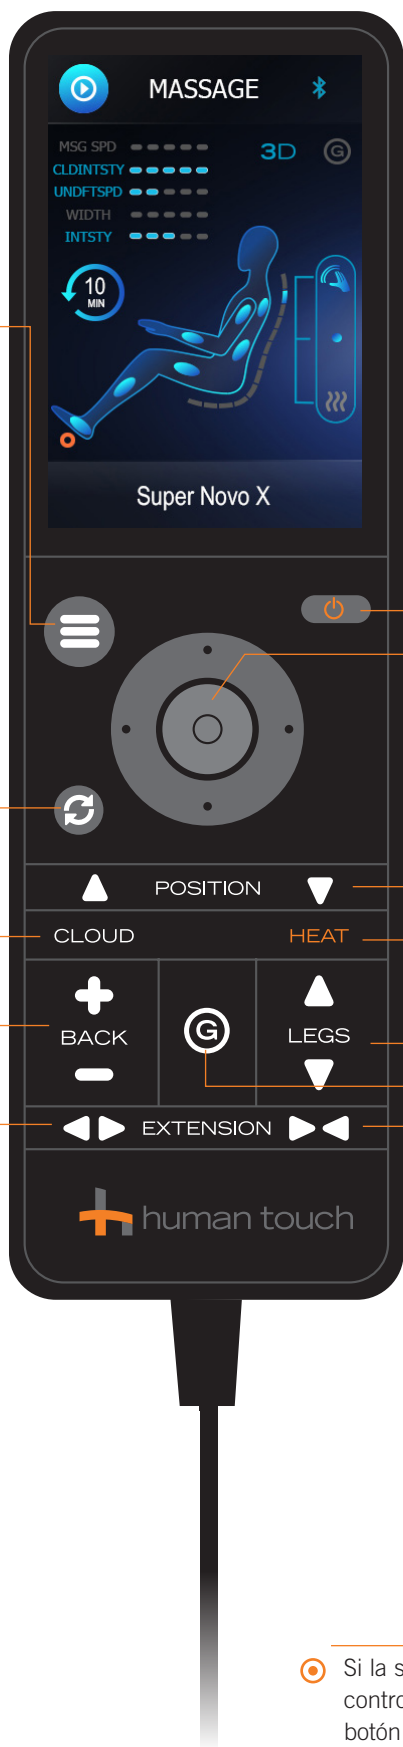 MASSAGE
MSG SPD
3D G
CLDINTSTY
UNDFTSPD
WIDTH
INTSTY
10
MIN
Super Novo X
POSITION
CLOUD HEAT
BACK G LEGS
EXTENSION
human touch
Si la s
contro
botón